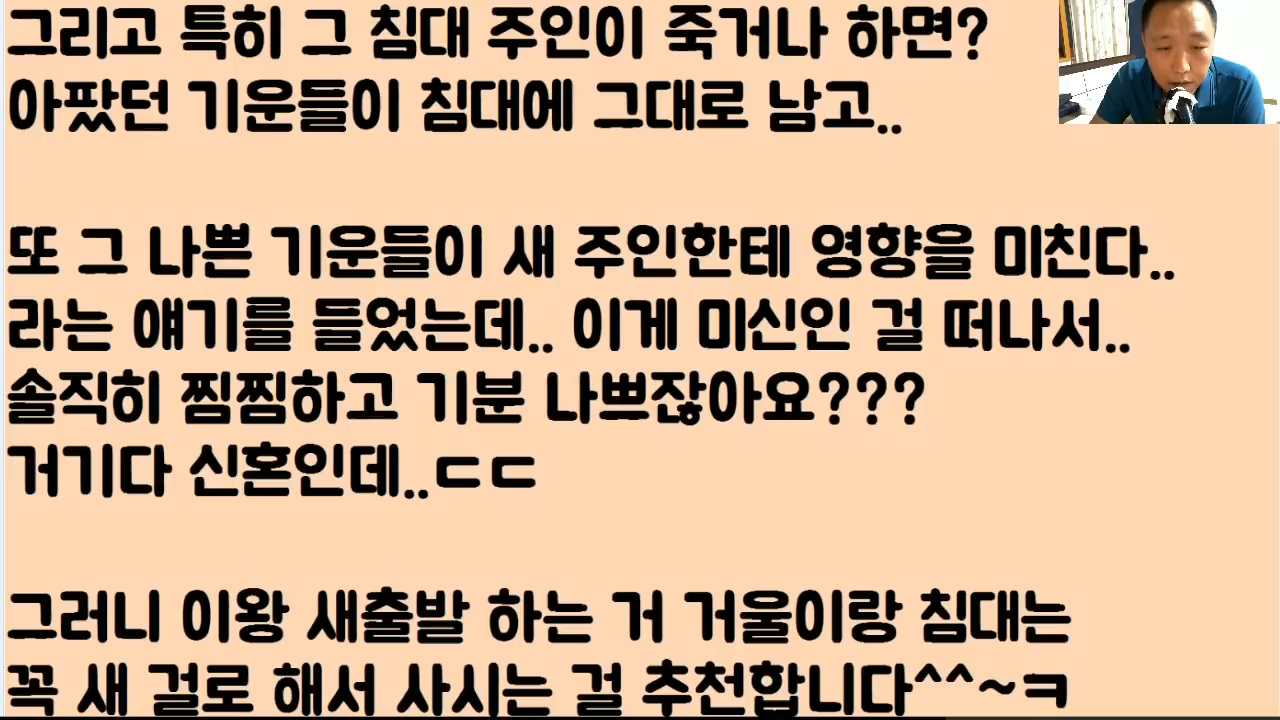 그리고 특히 그 침대 주인이 죽거나 하면?
아팠던 기운들이 침대에 그대로 남고..
또 그 나쁜 기운들이 새 주인한테 영향을 미친다..
라는 얘기를 들었는데.. 이게 미신인 걸 떠나서..
솔직히 찜찜하고 기분 나쁘잖아요???
거기다 신혼인데..ㄷㄷ
그러니 이왕 새출발 하는 거 거울이랑 침대는
꼭 새 걸로 해서 사시는 걸 추천합니다^^~ㅋ